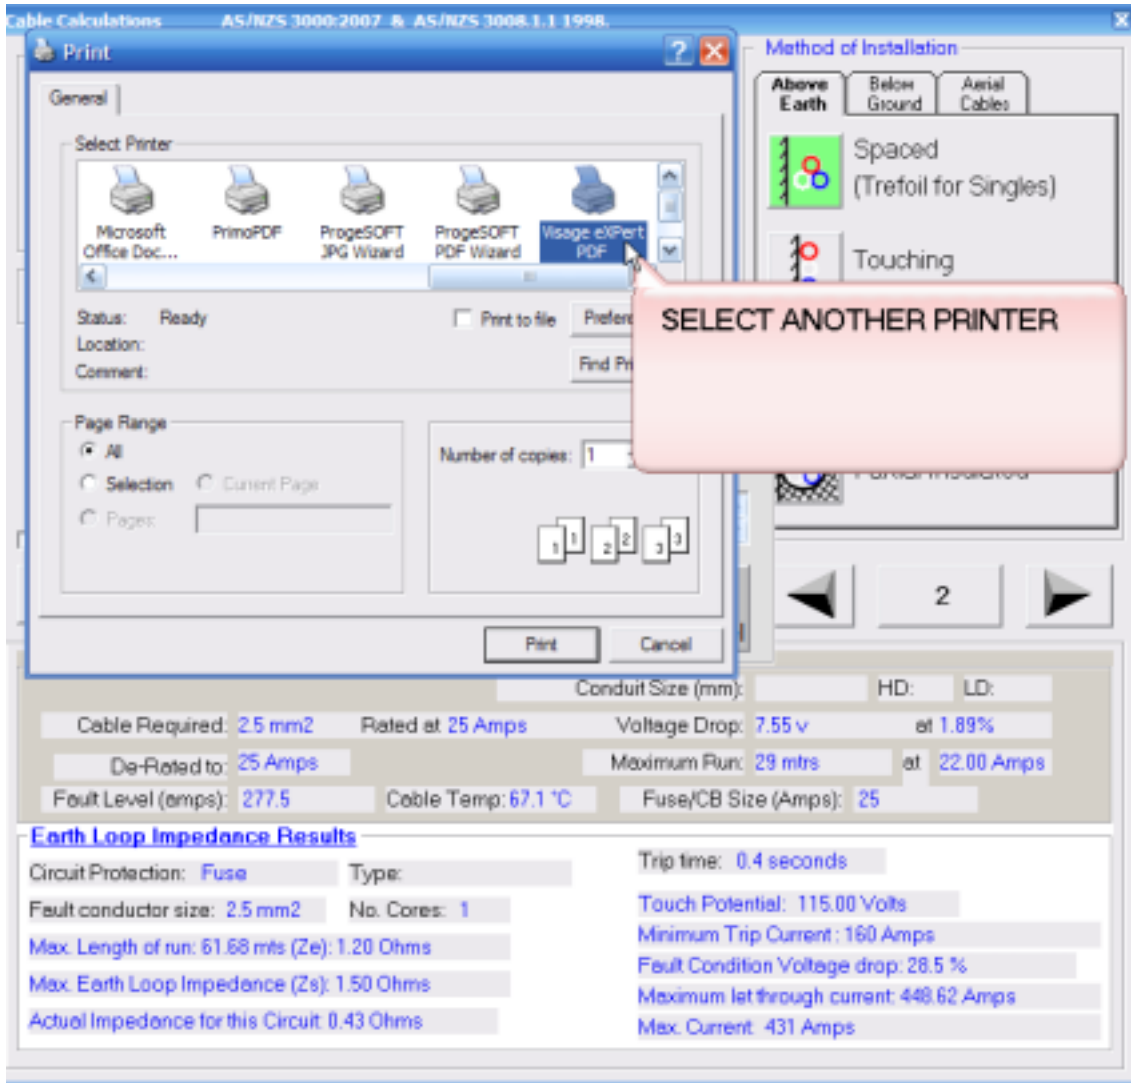 Cable Calculations AS/NZS 3000:2007 & AS/NZS 3008.1.1 1998.
Print
General
Select Printer
Microsoft Office Doc...
PrimoPDF
ProgeSOFT JPG Wizard
ProgeSOFT PDF Wizard
Visage eXPert PDF
Status: Ready
Location:
Comment:
Print to file
Find
Page Range
All
Selection
Current Page
Pages:
Number of copies: 1
1 1 2 2 3 3
Print
Cancel
SELECT ANOTHER PRINTER
Method of Installation
Above Earth
Below Ground
Aerial Cables
Spaced
(Trefoil for Singles)
Touching
2
Conduit Size (mm): HD: LD:
Cable Required: 2.5 mm2 Rated at 25 Amps Voltage Drop: 7.55 v at 1.89%
De-Rated to: 25 Amps Maximum Run: 29 mtrs at 22.00 Amps
Fault Level (amps): 277.5 Cable Temp: 67.1 °C Fuse/CB Size (Amps): 25
Earth Loop Impedance Results
Circuit Protection: Fuse Type:
Fault conductor size: 2.5 mm2 No. Cores: 1
Max. Length of run: 61.68 mts (Ze): 1.20 Ohms
Max. Earth Loop Impedance (Zs): 1.50 Ohms
Actual Impedance for this Circuit: 0.43 Ohms
Trip time: 0.4 seconds
Touch Potential: 115.00 Volts
Minimum Trip Current : 160 Amps
Fault Condition Voltage drop: 28.5 %
Maximum let through current: 448.62 Amps
Max. Current 431 Amps